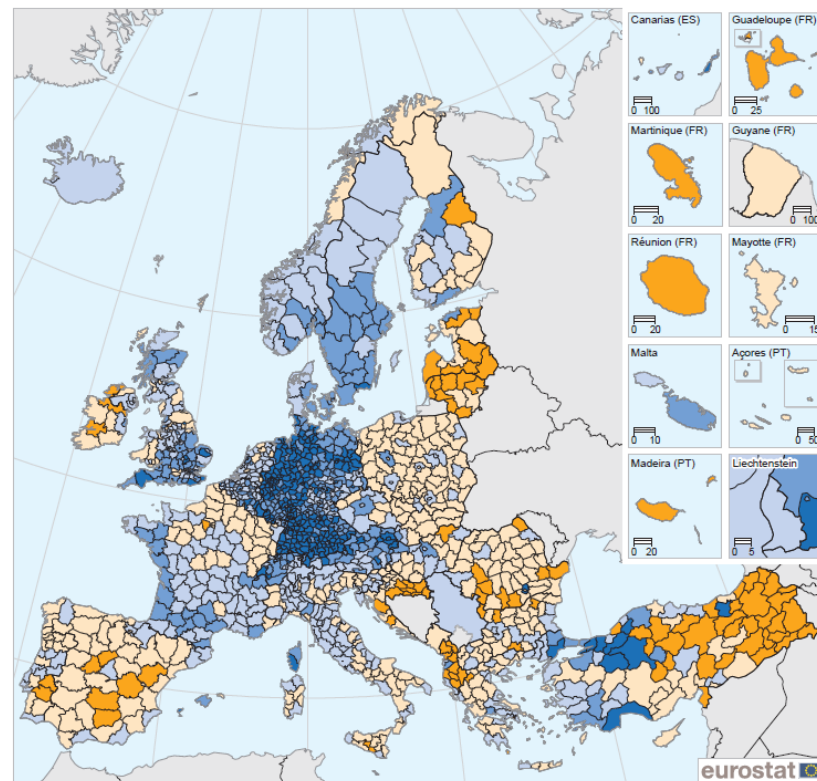 Canarias (ES)
0 100
Guadeloupe (FR)
0 25
Martinique (FR)
0 20
Guyane (FR)
0 100
Réunion (FR)
0 20
Mayotte (FR)
0 15
Malta
0 10
Açores (PT)
0 50
Madeira (PT)
0 20
Liechtenstein
0 5
eurostat